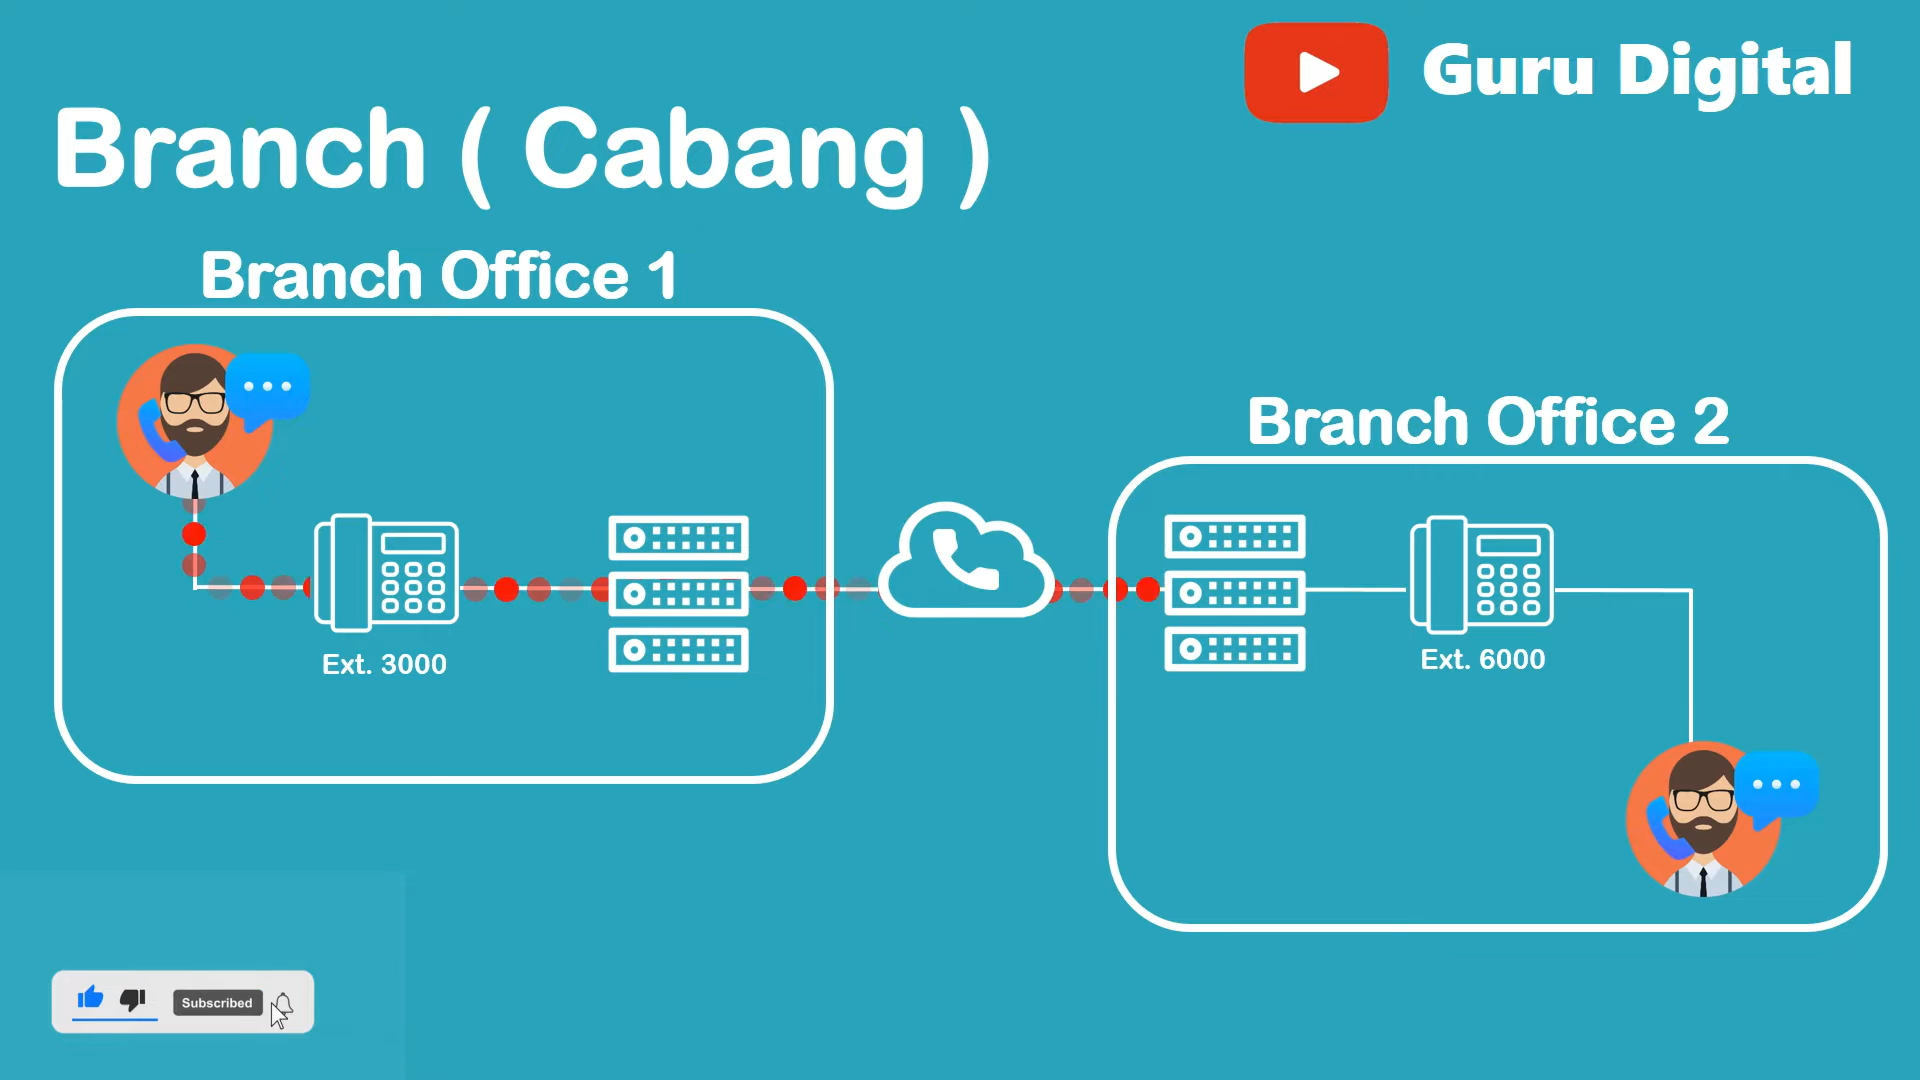 Guru Digital
Branch ( Cabang )
Branch Office 1
Branch Office 2
Ext. 3000
Ext. 6000
Subscribed